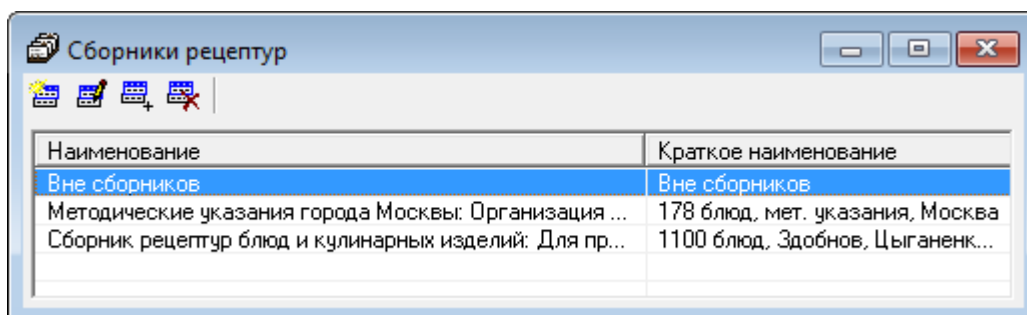 Сборники рецептур
Наименование Краткое наименование
Вне сборников Вне сборников
Методические указания города Москвы: Организация ... 178 блюд, мет. указания, Москва
Сборник рецептур блюд и кулинарных изделий: Для пр... 1100 блюд, Здобнов, Цыганенк...